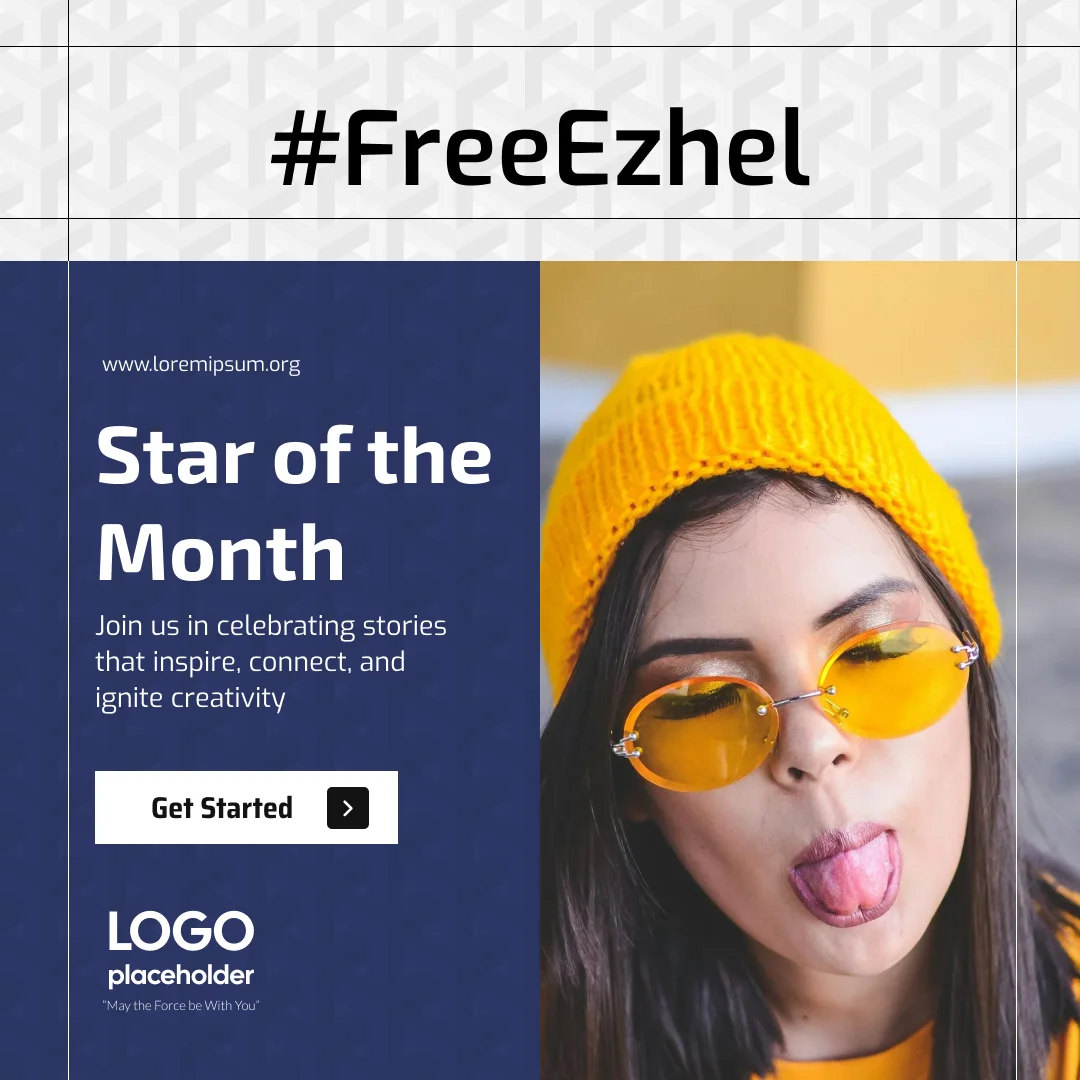 #FreeEzhel
www.loremipsum.org
Star of the
Month
Join us in celebrating stories
that inspire, connect, and
ignite creativity
Get Started
LOGO
placeholder
"May the Force be With You"